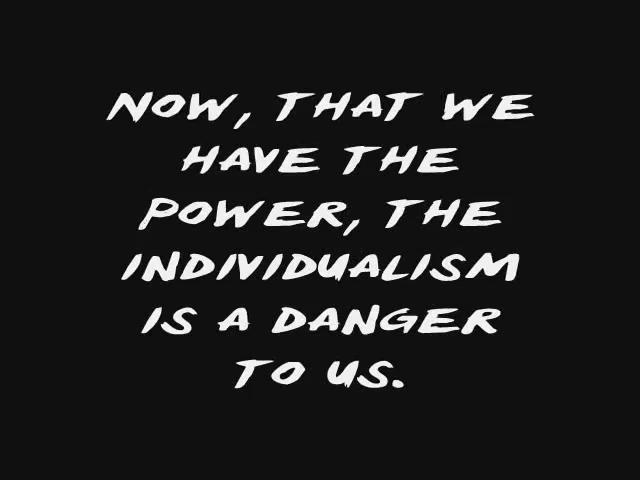 NOW, THAT WE
HAVE THE
POWER, THE
INDIVIDUALISM
IS A DANGER
TO US.